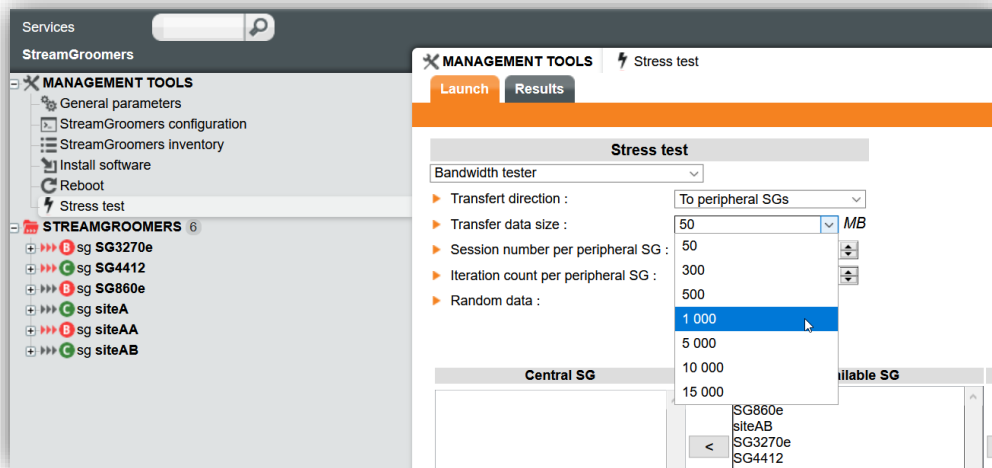 Services
StreamGroomers
MANAGEMENT TOOLS
General parameters
StreamGroomers configuration
StreamGroomers inventory
Install software
Reboot
Stress test
STREAMGROOMERS 6
B sg SG3270e
C sg SG4412
B sg SG860e
C sg siteA
B sg siteAA
C sg siteAB
MANAGEMENT TOOLS Stress test
Launch Results
Stress test
Bandwidth tester
Transfert direction : To peripheral SGs
Transfer data size : 50 MB
Session number per peripheral SG :
Iteration count per peripheral SG :
Random data :
50
300
500
1 000
5 000
10 000
15 000
Central SG
ilable SG
SG860e
siteAB
SG3270e
SG4412
<